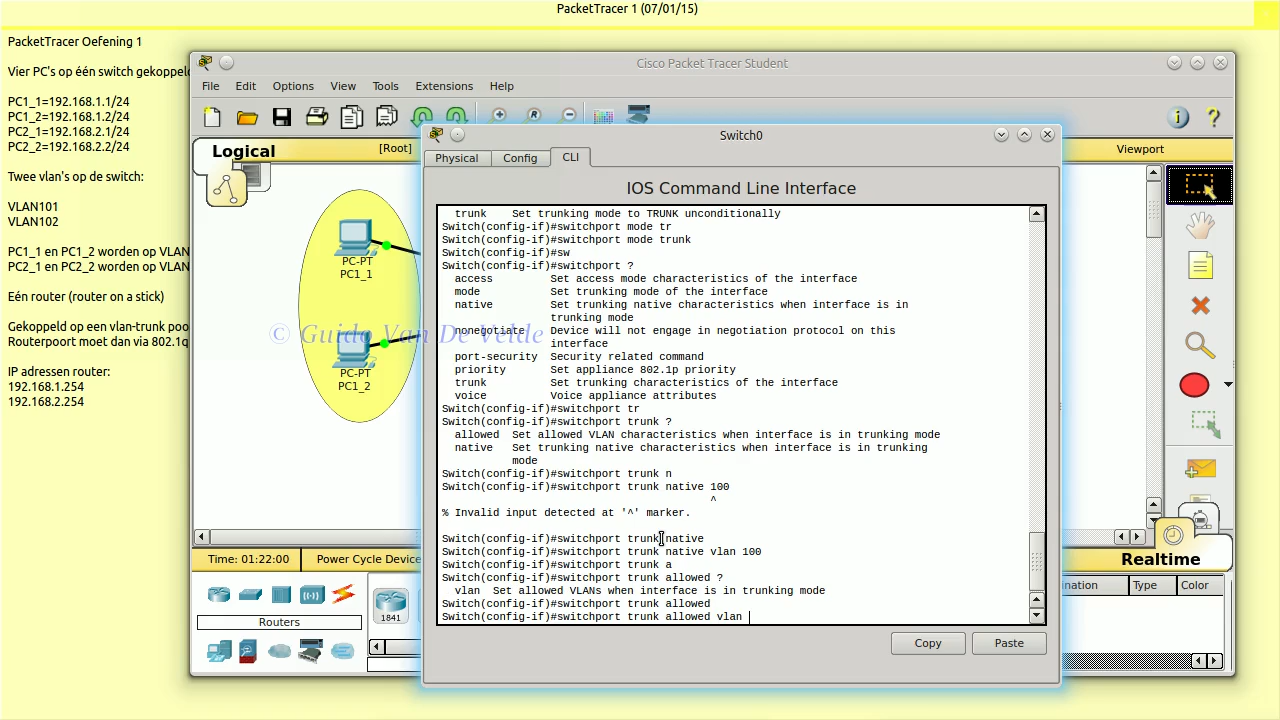 PacketTracer 1 (07/01/15)
PacketTracer Oefening 1
Vier PC's op één switch gekoppeld
PC1_1=192.168.1.1/24
PC1_2=192.168.1.2/24
PC2_1=192.168.2.1/24
PC2_2=192.168.2.2/24
Twee vlan's op de switch:
VLAN101
VLAN102
PC1_1 en PC1_2 worden op VLAN
PC2_1 en PC2_2 worden op VLAN
Eén router (router on a stick)
Gekoppeld op een vlan-trunk poo
Routerpoort moet dan via 802.1q
IP adressen router:
192.168.1.254
192.168.2.254
Cisco Packet Tracer Student
File Edit Options View Tools Extensions Help
Logical
[Root]
Viewport
PC-PT
PC1_1
PC-PT
PC1_2
© Guido Van De Velde
Switch0
Physical Config CLI
IOS Command Line Interface
trunk Set trunking mode to TRUNK unconditionally
Switch(config-if)#switchport mode tr
Switch(config-if)#switchport mode trunk
Switch(config-if)#sw
Switch(config-if)#switchport ?
access Set access mode characteristics of the interface
mode Set trunking mode of the interface
native Set trunking native characteristics when interface is in
trunking mode
nonegotiate Device will not engage in negotiation protocol on this
interface
port-security Security related command
priority Set appliance 802.1p priority
trunk Set trunking characteristics of the interface
voice Voice appliance attributes
Switch(config-if)#switchport tr
Switch(config-if)#switchport trunk ?
allowed Set allowed VLAN characteristics when interface is in trunking mode
native Set trunking native characteristics when interface is in trunking
mode
Switch(config-if)#switchport trunk n
Switch(config-if)#switchport trunk native 100
^
% Invalid input detected at '^' marker.
Switch(config-if)#switchport trunk native
Switch(config-if)#switchport trunk native vlan 100
Switch(config-if)#switchport trunk a
Switch(config-if)#switchport trunk allowed ?
vlan Set allowed VLANs when interface is in trunking mode
Switch(config-if)#switchport trunk allowed
Switch(config-if)#switchport trunk allowed vlan
Copy Paste
Time: 01:22:00 Power Cycle Device
Realtime
Routers
1841
ination Type Color